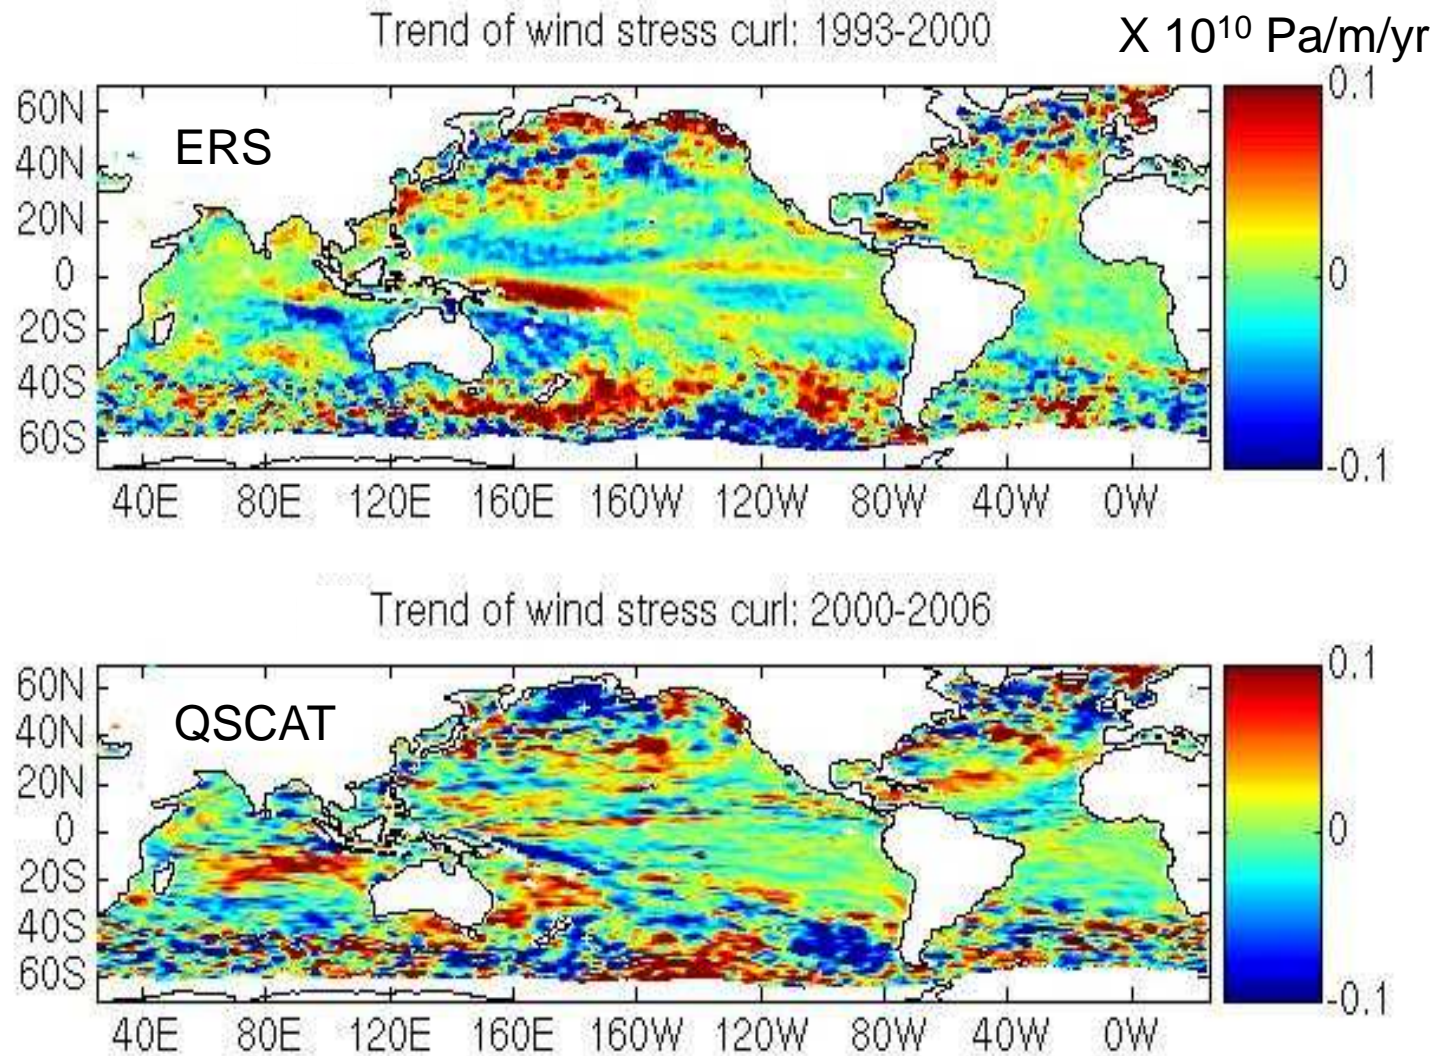 Trend of wind stress curl: 1993-2000
X 10¹⁰ Pa/m/yr
ERS
60N
40N
20N
0
20S
40S
60S
40E 80E 120E 160E 160W 120W 80W 40W 0W
0.1
0
-0.1
Trend of wind stress curl: 2000-2006
QSCAT
60N
40N
20N
0
20S
40S
60S
40E 80E 120E 160E 160W 120W 80W 40W 0W
0.1
0
-0.1